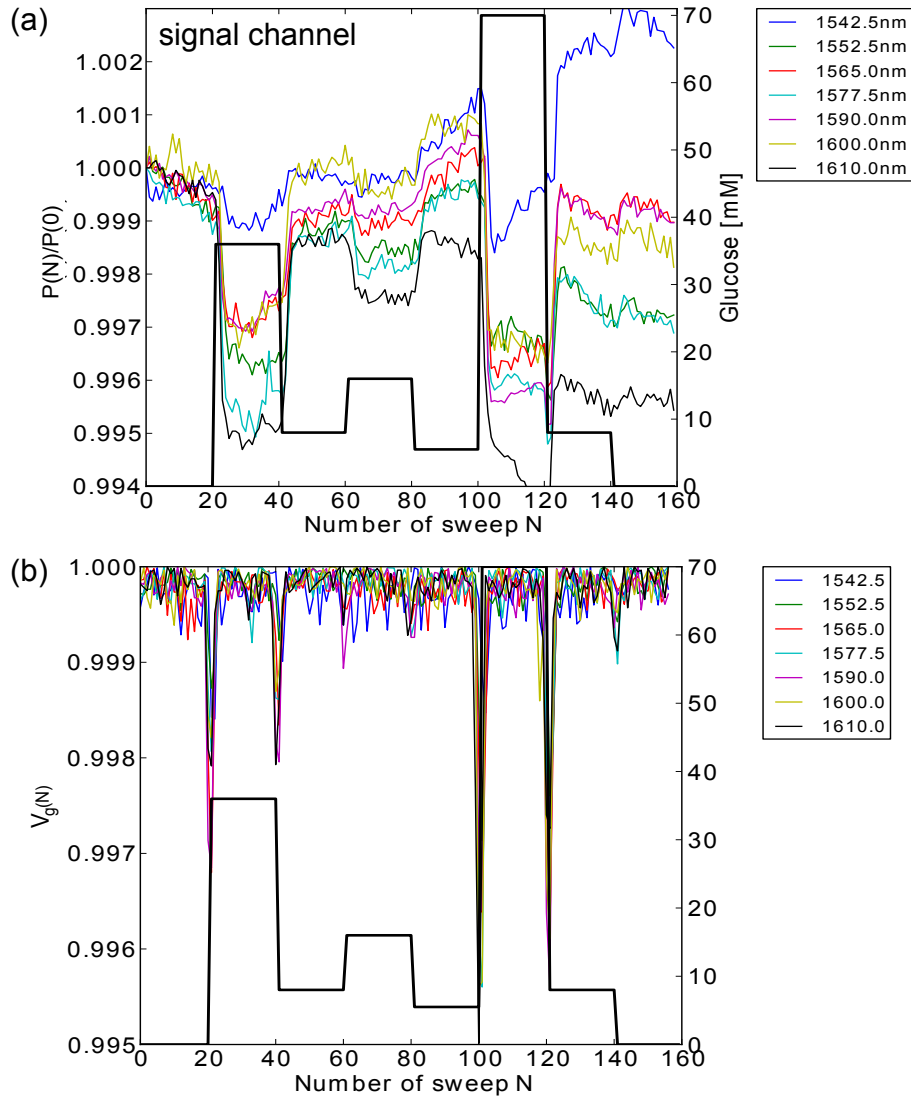 (a)
signal channel
P(N)/P(0)
1.002
1.001
1.000
0.999
0.998
0.997
0.996
0.995
0.994
0 20 40 60 80 100 120 140 160
Number of sweep N
70
60
50
40
30
20
10
0
Glucose [mM]
1542.5nm
1552.5nm
1565.0nm
1577.5nm
1590.0nm
1600.0nm
1610.0nm
(b)
Vg(N)
1.000
0.999
0.998
0.997
0.996
0.995
0 20 40 60 80 100 120 140 160
Number of sweep N
70
60
50
40
30
20
10
0
1542.5
1552.5
1565.0
1577.5
1590.0
1600.0
1610.0